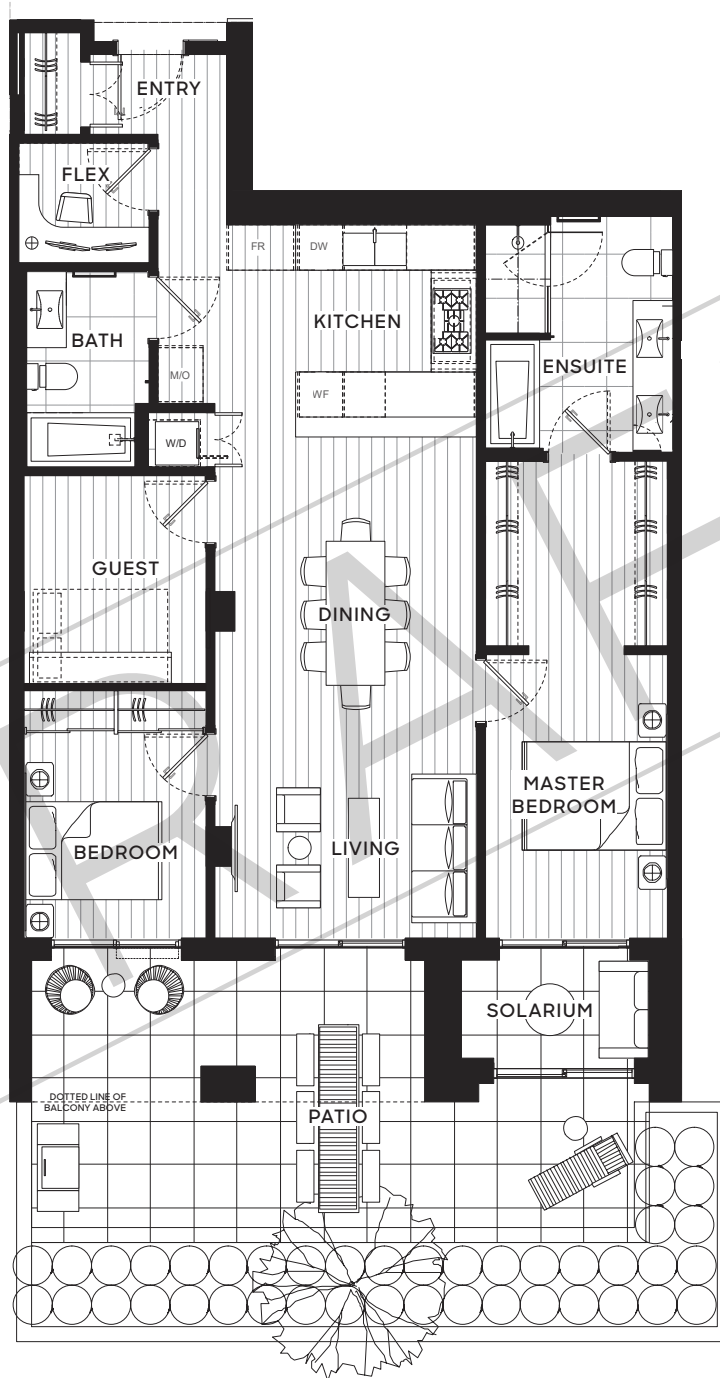 ENTRY
FLEX
FR
DW
KITCHEN
BATH
M/O
ENSUITE
WF
W/D
GUEST
DINING
MASTER
BEDROOM
LIVING
BEDROOM
SOLARIUM
DOTTED LINE OF
BALCONY ABOVE
PATIO
RAF